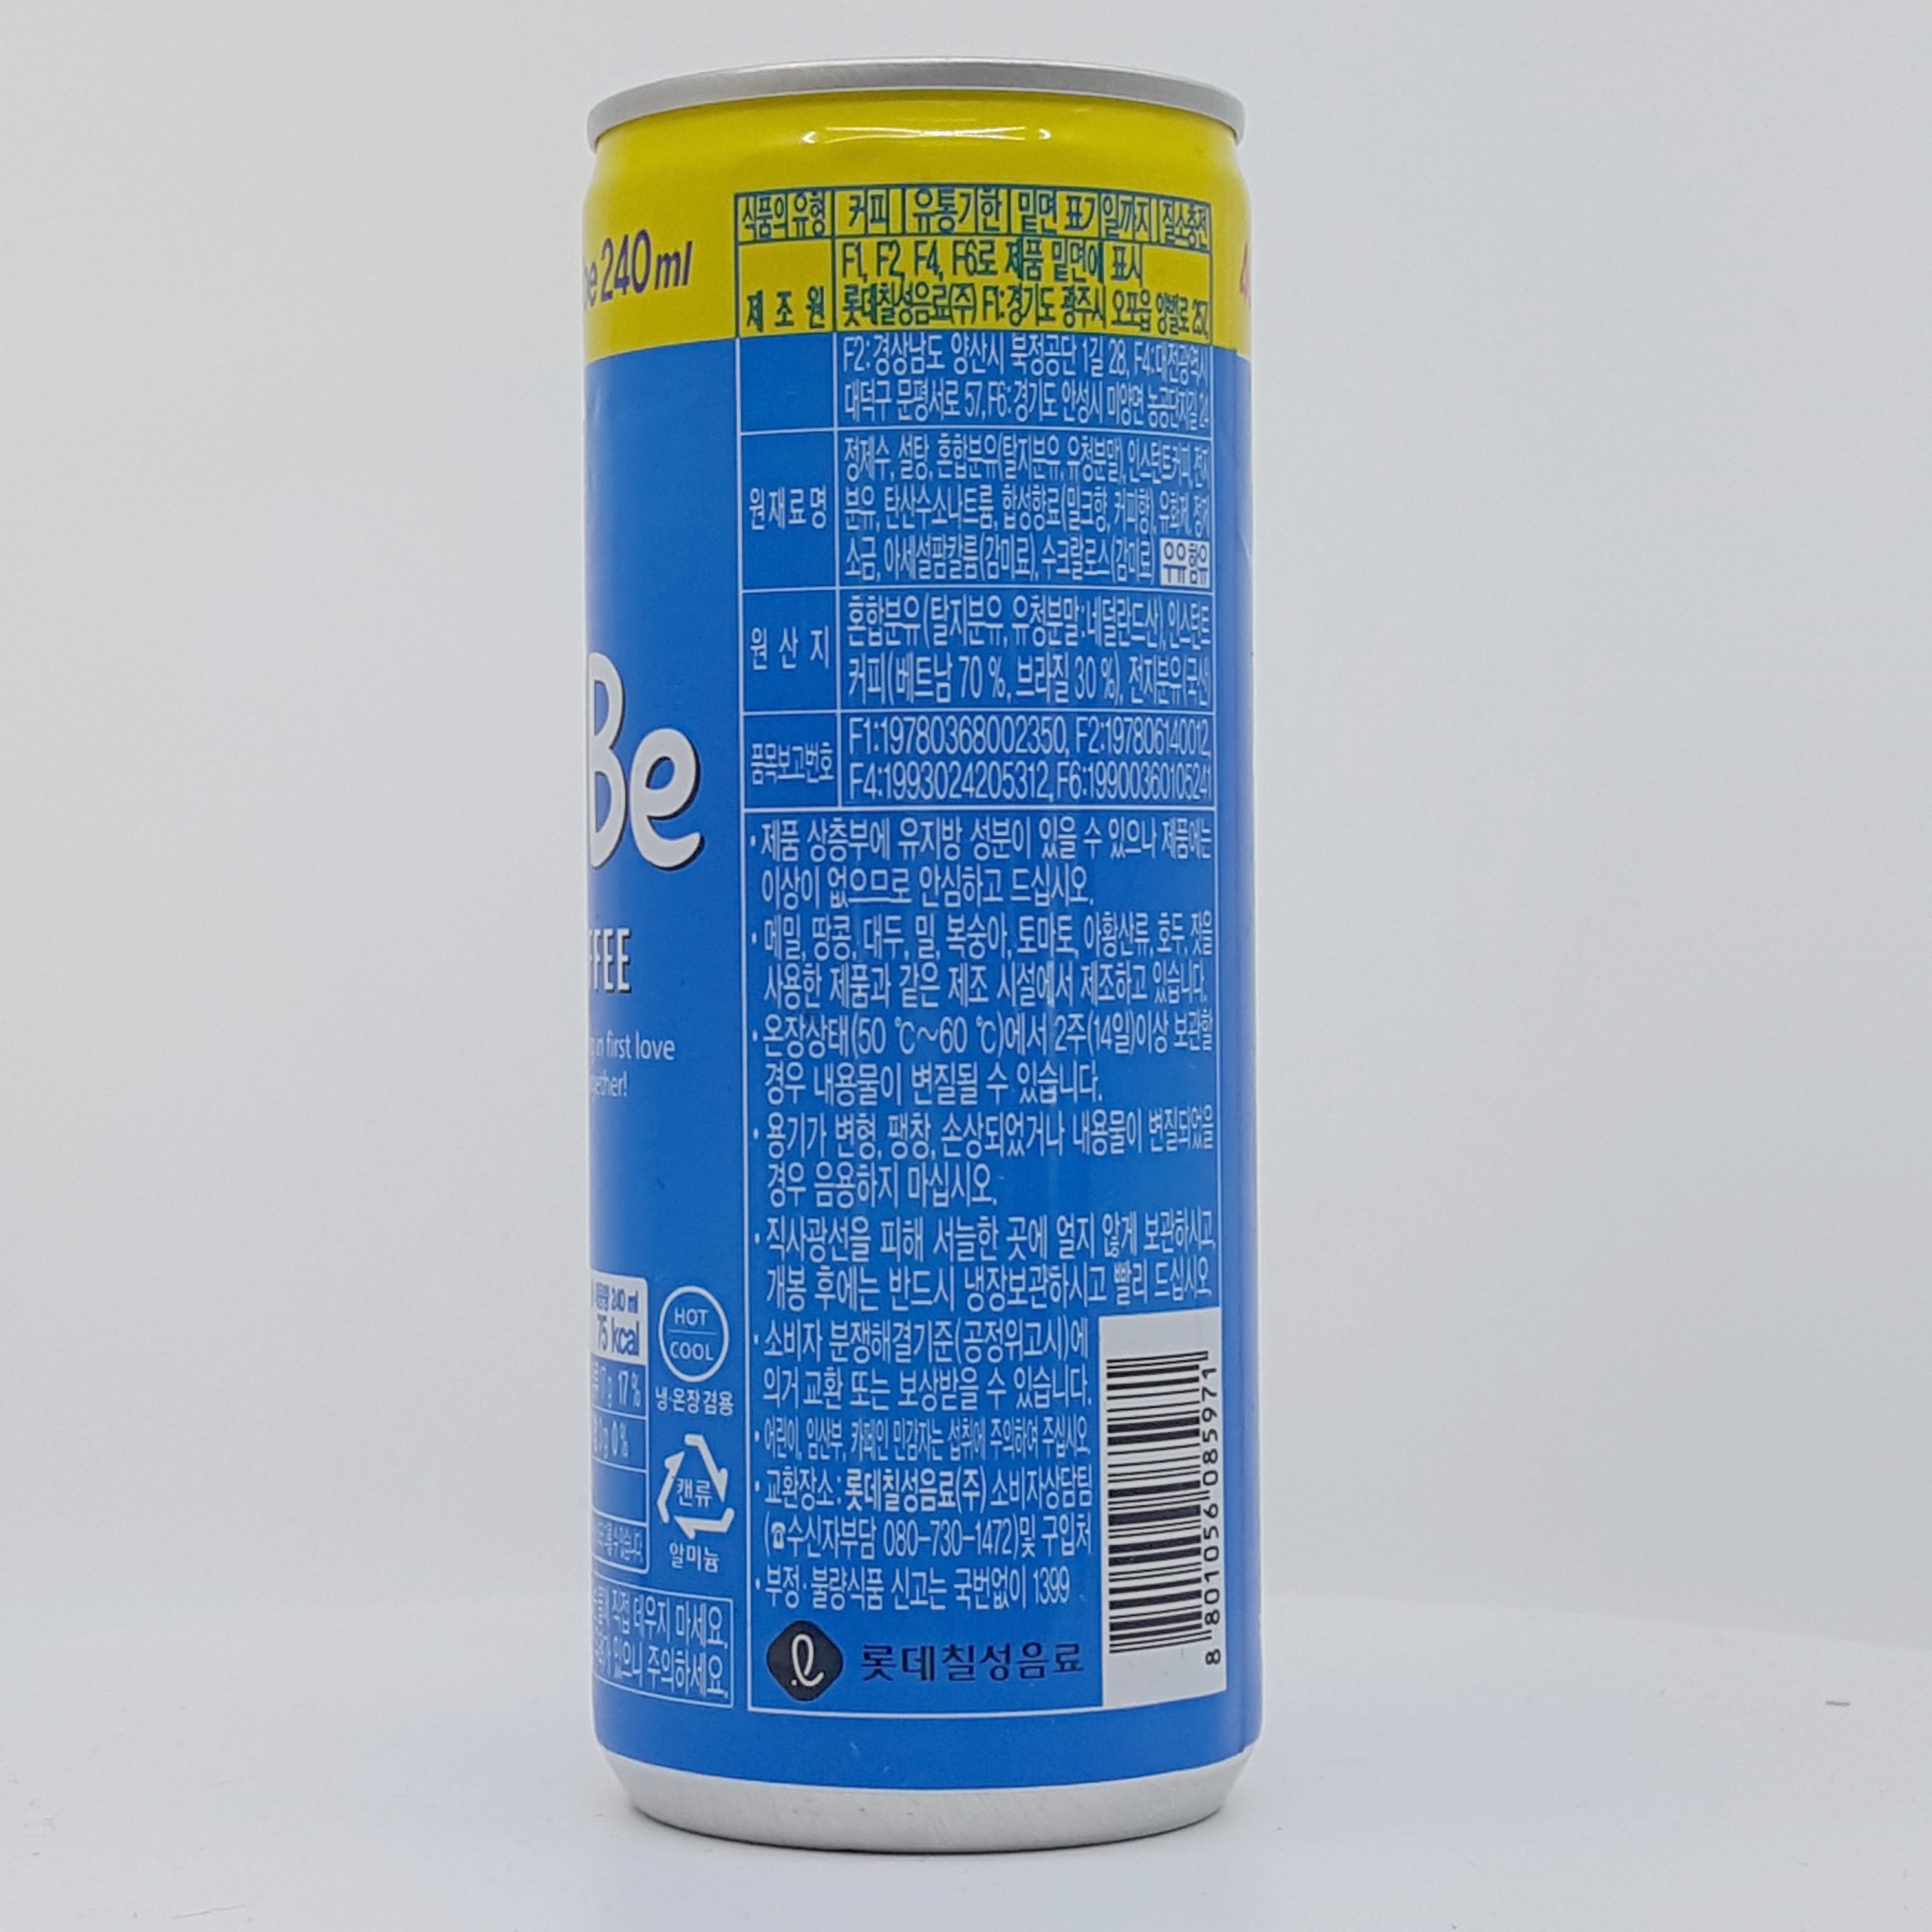 240ml
식품의유형 커피 유통기한 밑면 표기일까지 질소충전
제 조 원
F1, F2, F4, F6로 제품 밑면에 표시
롯데칠성음료(주) F1:경기도 광주시 오포읍 양벌로 250,
F2:경상남도 양산시 북정공단 1길 28, F4:대전광역시
대덕구 문평서로 57, F6:경기도 안성시 미양면 농공단지길 24
원재료명
정제수, 설탕, 혼합분유(탈지분유, 유청분말), 인스턴트커피, 전지
분유, 탄산수소나트륨, 합성향료(밀크향, 커피향), 유화제, 정제
소금, 아세설팜칼륨(감미료), 수크랄로스(감미료) 우유 함유
원 산 지
혼합분유(탈지분유, 유청분말:네덜란드산), 인스턴트
커피(베트남 70 %, 브라질 30 %), 전지분유(국산)
품목보고번호
F1:19780368002350, F2:197806140012,
F4:1993024205312, F6:19900360105241
• 제품 상층부에 유지방 성분이 있을 수 있으나 제품에는
이상이 없으므로 안심하고 드십시오.
• 메밀, 땅콩, 대두, 밀, 복숭아, 토마토, 아황산류, 호두, 잣을
사용한 제품과 같은 제조 시설에서 제조하고 있습니다.
• 온장상태(50 ℃~60 ℃)에서 2주(14일)이상 보관할
경우 내용물이 변질될 수 있습니다.
• 용기가 변형, 팽창, 손상되었거나 내용물이 변질되었을
경우 음용하지 마십시오.
• 직사광선을 피해 서늘한 곳에 얼지 않게 보관하시고,
개봉 후에는 반드시 냉장보관하시고 빨리 드십시오.
• 소비자 분쟁해결기준(공정위고시)에
의거 교환 또는 보상받을 수 있습니다.
• 어린이, 임산부, 카페인 민감자는 섭취에 주의하여 주십시오.
• 교환장소: 롯데칠성음료(주) 소비자상담팀
(☎수신자부담 080-730-1472)및 구입처
• 부정·불량식품 신고는 국번없이 1399
롯데칠성음료
8 801056 085971
Be
in first love
240 ml
75 kcal
17 %
0 %
HOT
COOL
냉·온장겸용
캔류
알미늄
직접 데우지 마세요.
있으니 주의하세요.